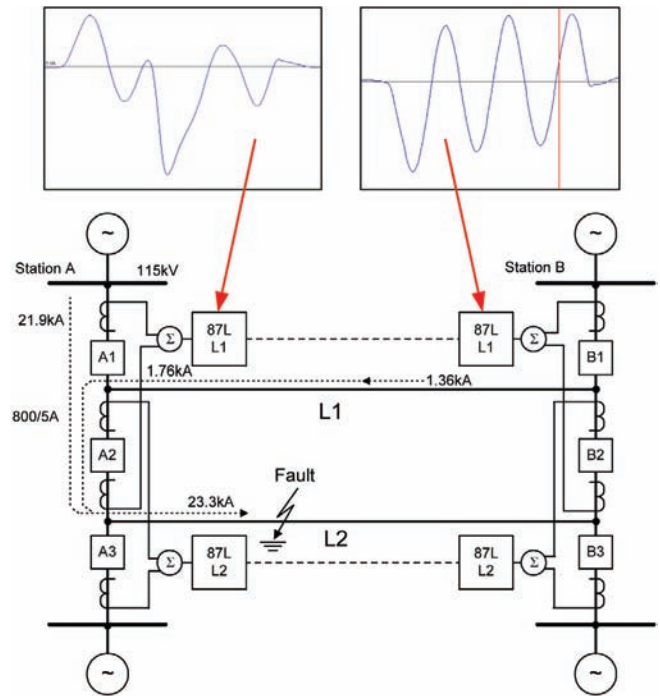 Station A
115kV
Station B
21.9kA
87L
L1
87L
L1
Σ
Σ
A1
B1
1.76kA
1.36kA
L1
800/5A
A2
B2
Fault
23.3kA
L2
A3
B3
87L
L2
87L
L2
Σ
Σ
~
~
~
~